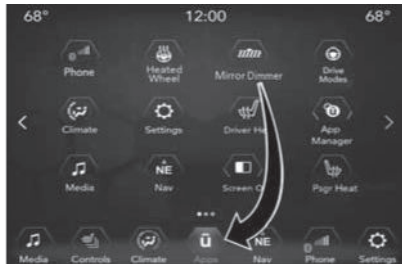 68° 12:00 68°
Phone Heated Wheel Mirror Dimmer Drive Modes
Climate Settings Driver He App Manager
Media NE Nav Screen O Psgr Heat
Media Controls Climate ū Apps NE Nav Phone Settings